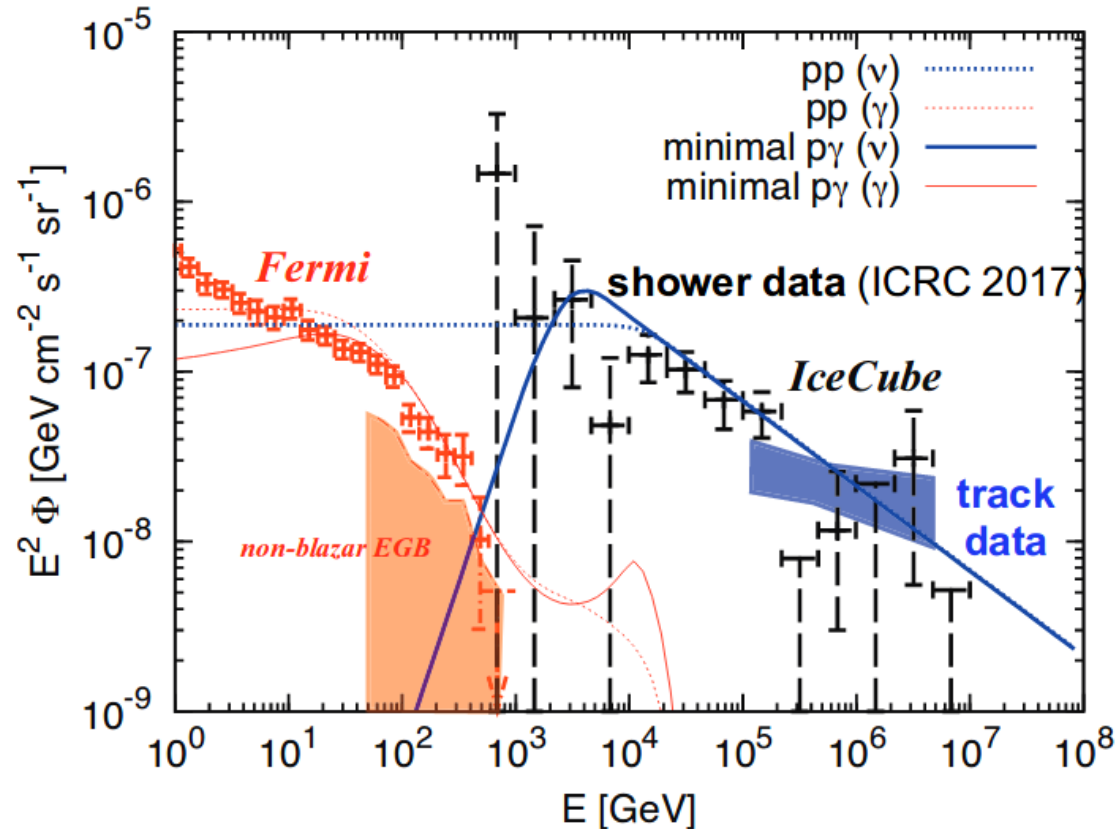 10⁻⁵
10⁻⁶
10⁻⁷
10⁻⁸
10⁻⁹
E² Φ [GeV cm⁻² s⁻¹ sr⁻¹]
pp (ν)
pp (γ)
minimal pγ (ν)
minimal pγ (γ)
Fermi
shower data (ICRC 2017)
IceCube
non-blazar EGB
track
data
10⁰ 10¹ 10² 10³ 10⁴ 10⁵ 10⁶ 10⁷ 10⁸
E [GeV]